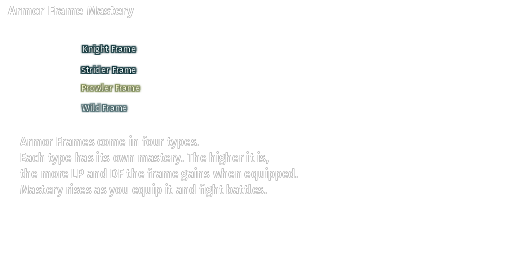 Armor Frame Mastery
Knight Frame
Strider Frame
Prowler Frame
Wild Frame
Armor Frames come in four types.
Each type has its own mastery. The higher it is,
the more LP and GF the frame gains when equipped.
Mastery rises as you equip it and fight battles.